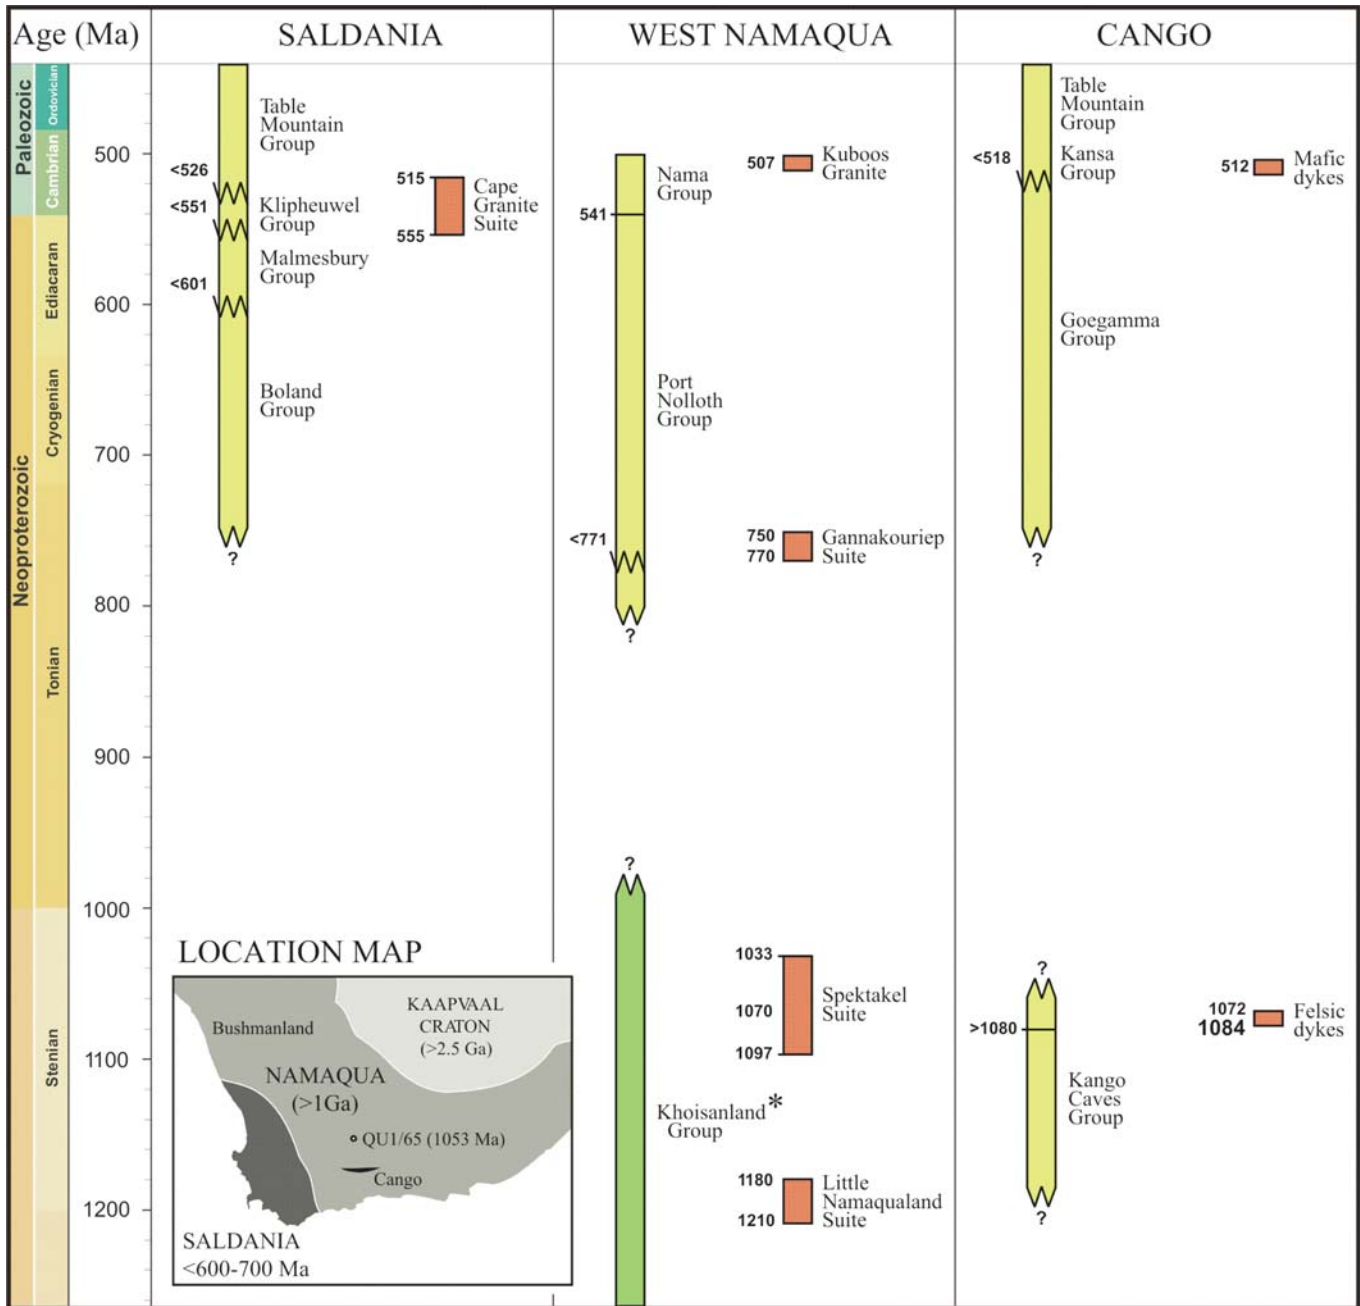 Age (Ma)
SALDANIA
WEST NAMAQUA
CANGO
Paleozoic
Neoproterozoic
Ordovician
Cambrian
Ediacaran
Cryogenian
Tonian
Stenian
500
600
700
800
900
1000
1100
1200
Table
Mountain
Group
<526
<551
Klipheuwel
Group
Malmesbury
Group
<601
Boland
Group
?
515
555
Cape
Granite
Suite
Nama
Group
541
507
Kuboos
Granite
Port
Nolloth
Group
<771
750
770
Gannakouriep
Suite
?
?
1033
1070
1097
Spektakel
Suite
Khoisanland*
Group
1180
1210
Little
Namaqualand
Suite
Table
Mountain
Group
<518
Kansa
Group
512
Mafic
dykes
Goegamma
Group
?
?
>1080
1072
1084
Felsic
dykes
Kango
Caves
Group
?
LOCATION MAP
KAAPVAAL
CRATON
(>2.5 Ga)
Bushmanland
NAMAQUA
(>1Ga)
QU1/65 (1053 Ma)
Cango
SALDANIA
<600-700 Ma